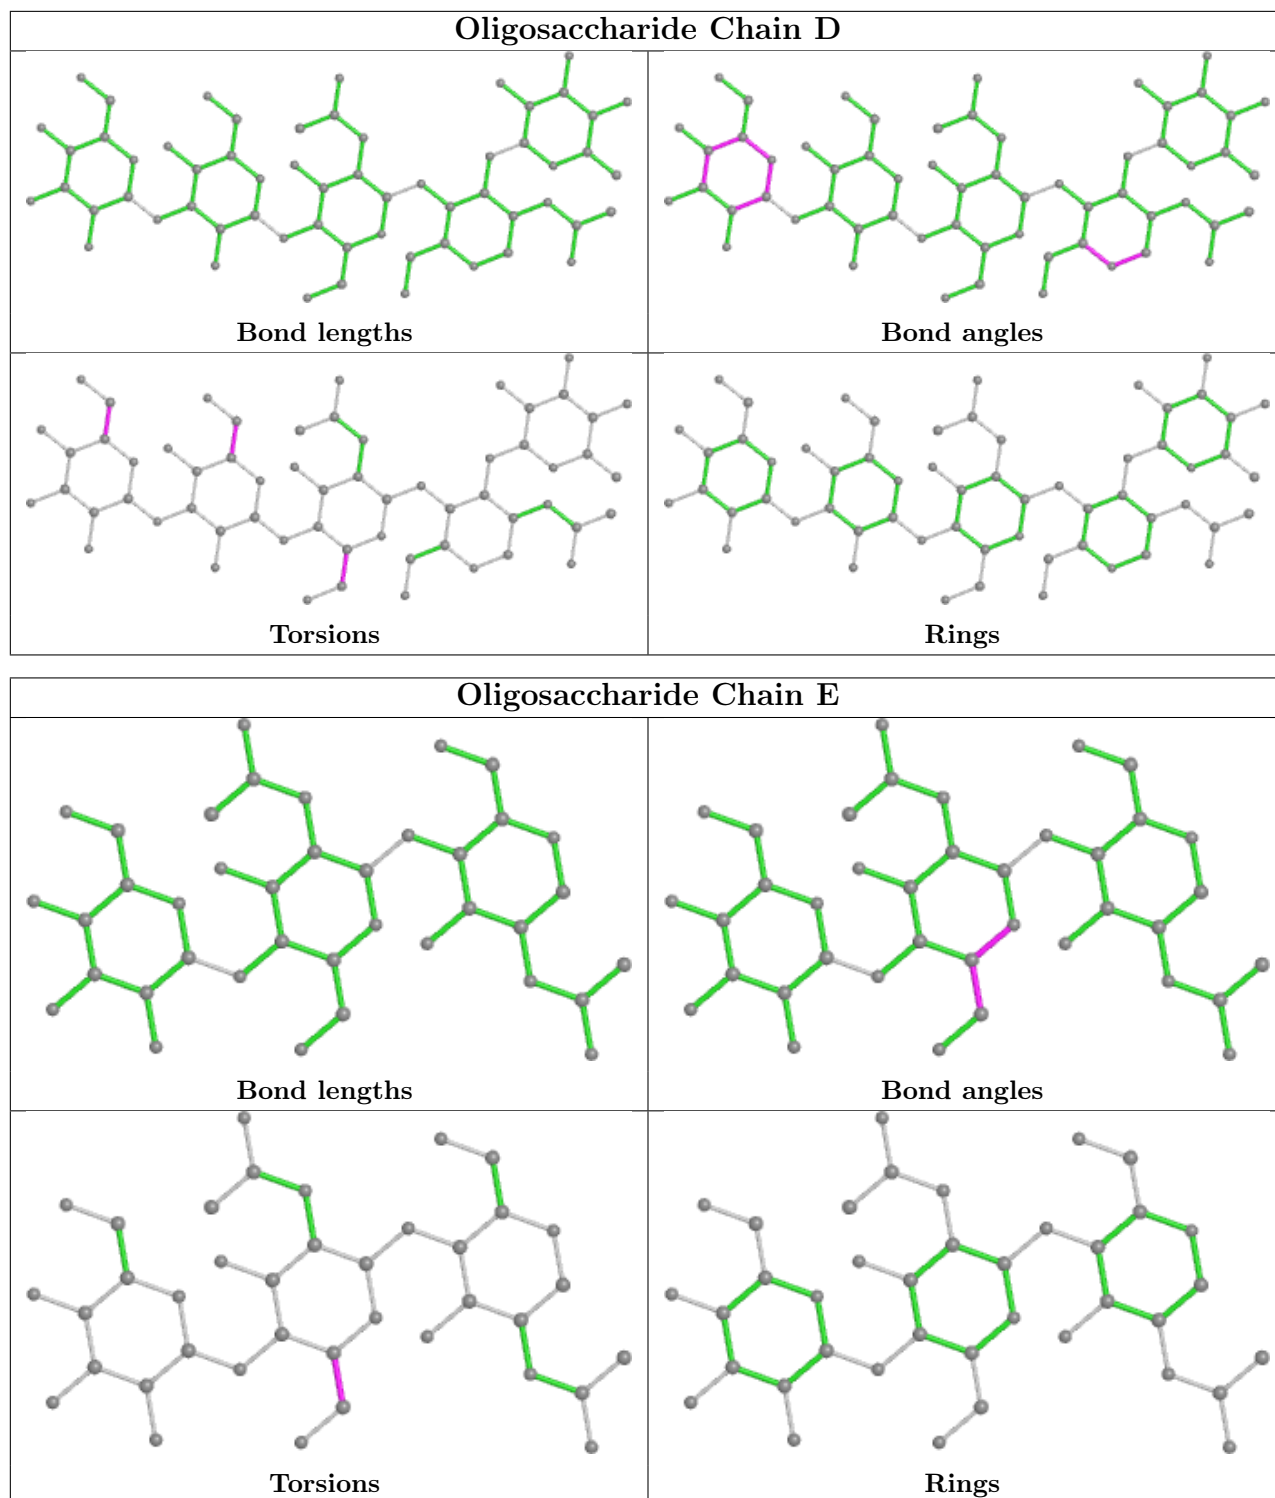 Oligosaccharide Chain D
Bond lengths
Bond angles
Torsions
Rings
Oligosaccharide Chain E
Bond lengths
Bond angles
Torsions
Rings